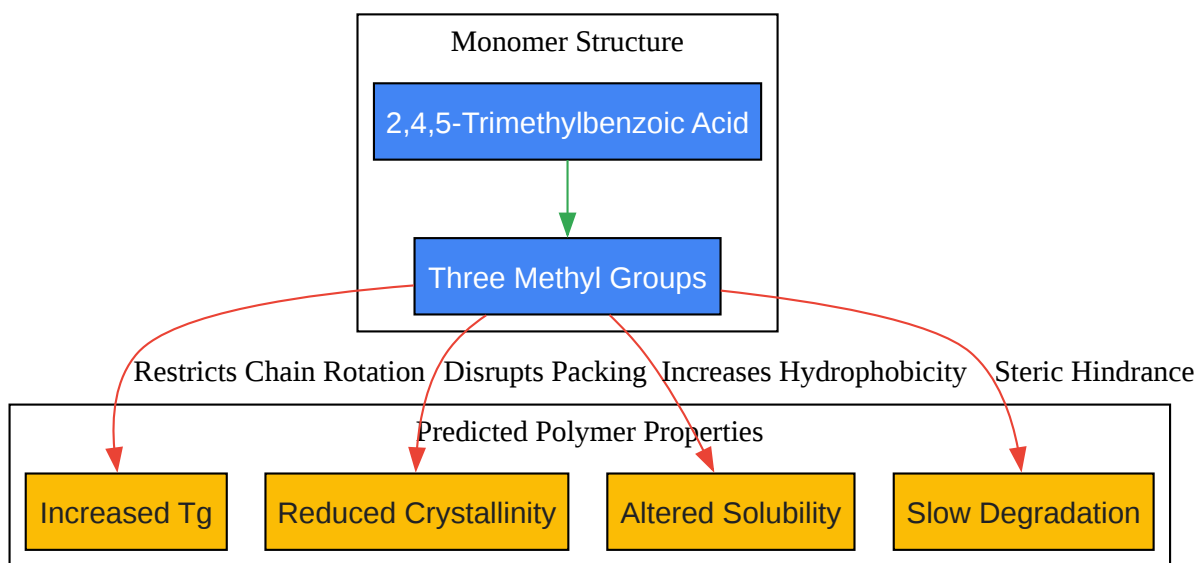 Monomer Structure
2,4,5-Trimethylbenzoic Acid
Three Methyl Groups
Restricts Chain Rotation
Disrupts Packing
Increases Hydrophobicity
Steric Hindrance
Predicted Polymer Properties
Increased Tg
Reduced Crystallinity
Altered Solubility
Slow Degradation